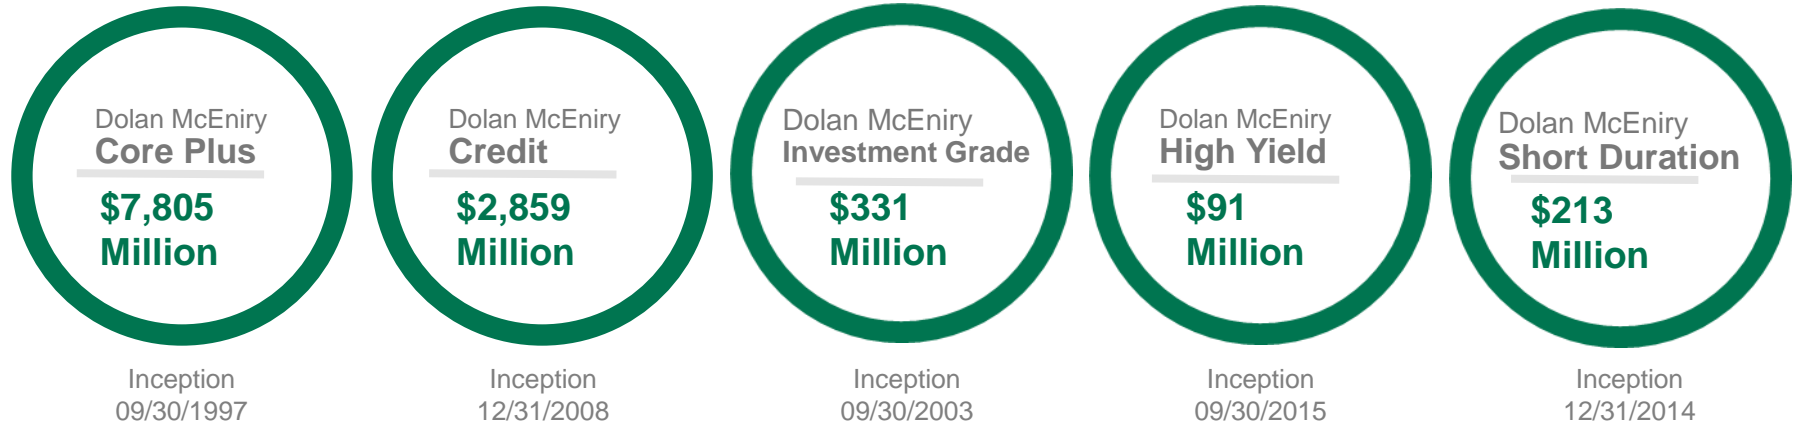 Dolan McEniry
Core Plus
$7,805
Million
Inception
09/30/1997
Dolan McEniry
Credit
$2,859
Million
Inception
12/31/2008
Dolan McEniry
Investment Grade
$331
Million
Inception
09/30/2003
Dolan McEniry
High Yield
$91
Million
Inception
09/30/2015
Dolan McEniry
Short Duration
$213
Million
Inception
12/31/2014